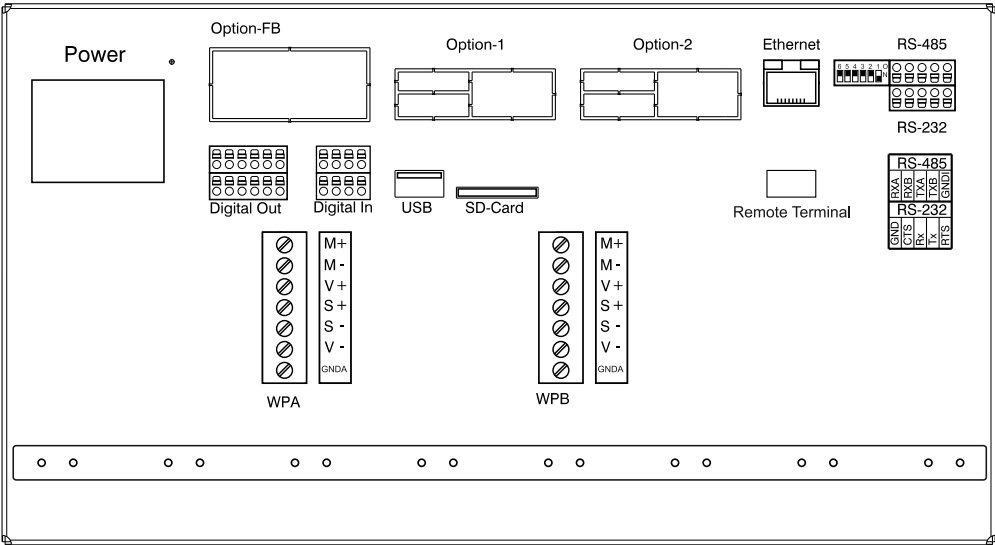 Option-FB
Power
Option-1
Option-2
Ethernet
RS-485
6 5 4 3 2 1 O
N
RS-232
Digital Out
Digital In
USB
SD-Card
Remote Terminal
RS-485
RXA
RXB
TXA
TXB
GNDI
RS-232
GND
CTS
Rx
Tx
RTS
M+
M -
V +
S +
S -
V -
GNDA
WPA
M+
M -
V +
S +
S -
V -
GNDA
WPB